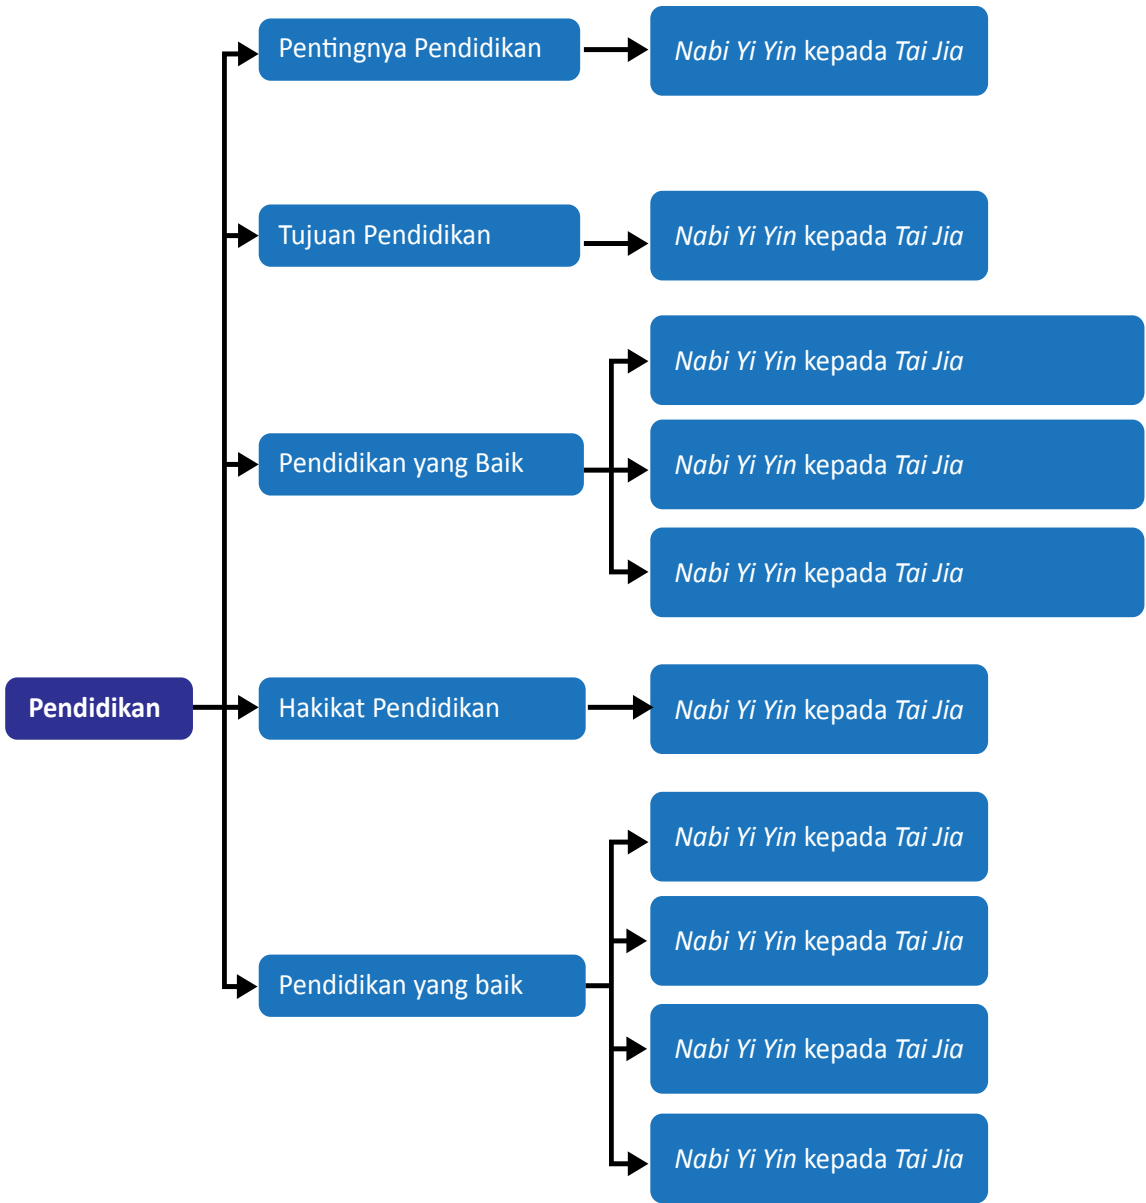 Pentingnya Pendidikan
Nabi Yi Yin kepada Tai Jia
Tujuan Pendidikan
Nabi Yi Yin kepada Tai Jia
Nabi Yi Yin kepada Tai Jia
Pendidikan yang Baik
Nabi Yi Yin kepada Tai Jia
Nabi Yi Yin kepada Tai Jia
Pendidikan
Hakikat Pendidikan
Nabi Yi Yin kepada Tai Jia
Nabi Yi Yin kepada Tai Jia
Nabi Yi Yin kepada Tai Jia
Pendidikan yang baik
Nabi Yi Yin kepada Tai Jia
Nabi Yi Yin kepada Tai Jia